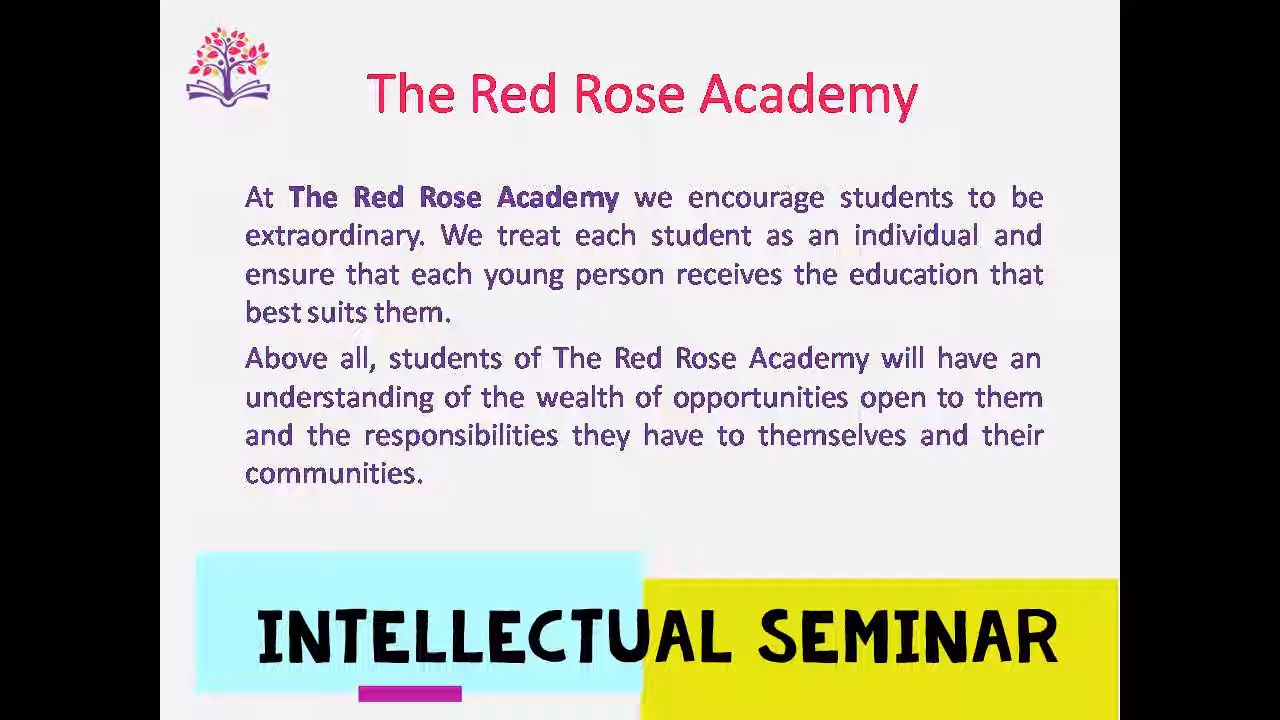 The Red Rose Academy
At The Red Rose Academy we encourage students to be
extraordinary. We treat each student as an individual and
ensure that each young person receives the education that
best suits them.
Above all, students of The Red Rose Academy will have an
understanding of the wealth of opportunities open to them
and the responsibilities they have to themselves and their
communities.
INTELLECTUAL SEMINAR